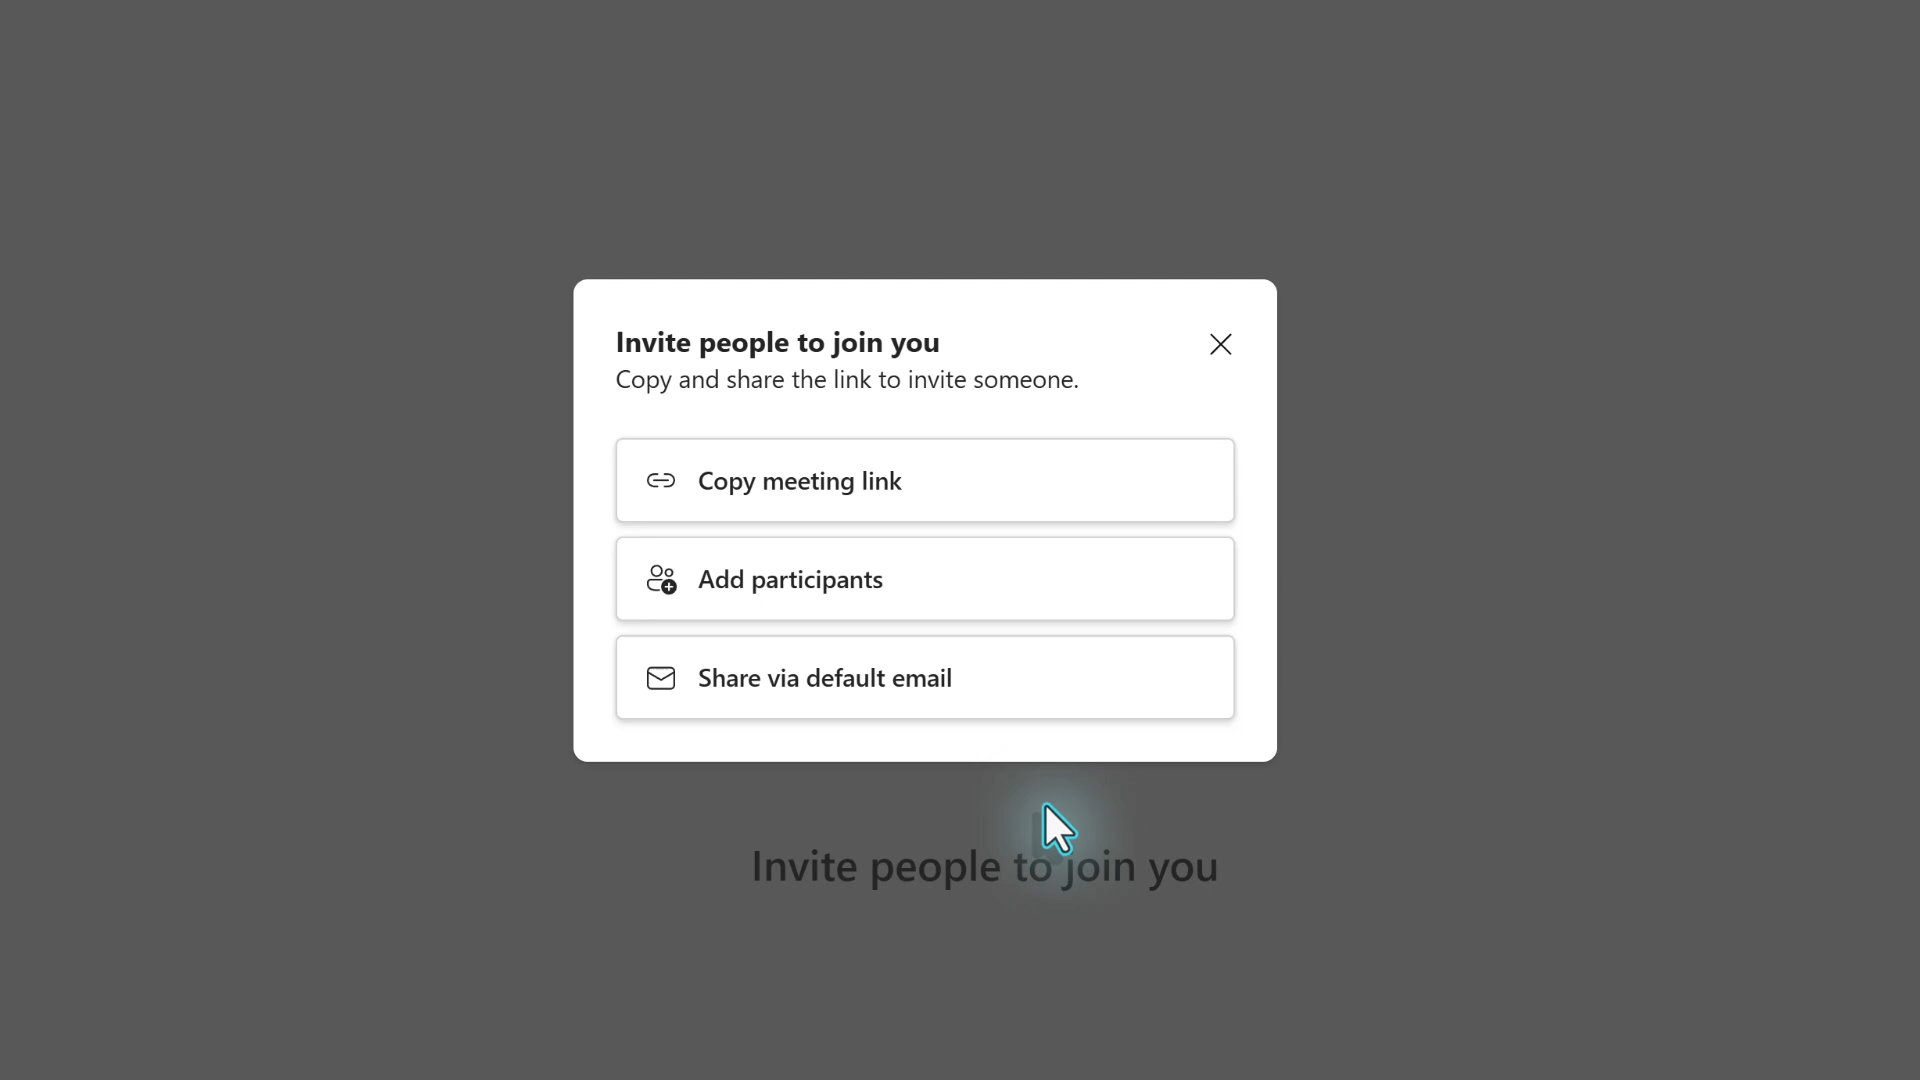 Invite people to join you
Copy and share the link to invite someone.
Copy meeting link
Add participants
Share via default email
Invite people to join you